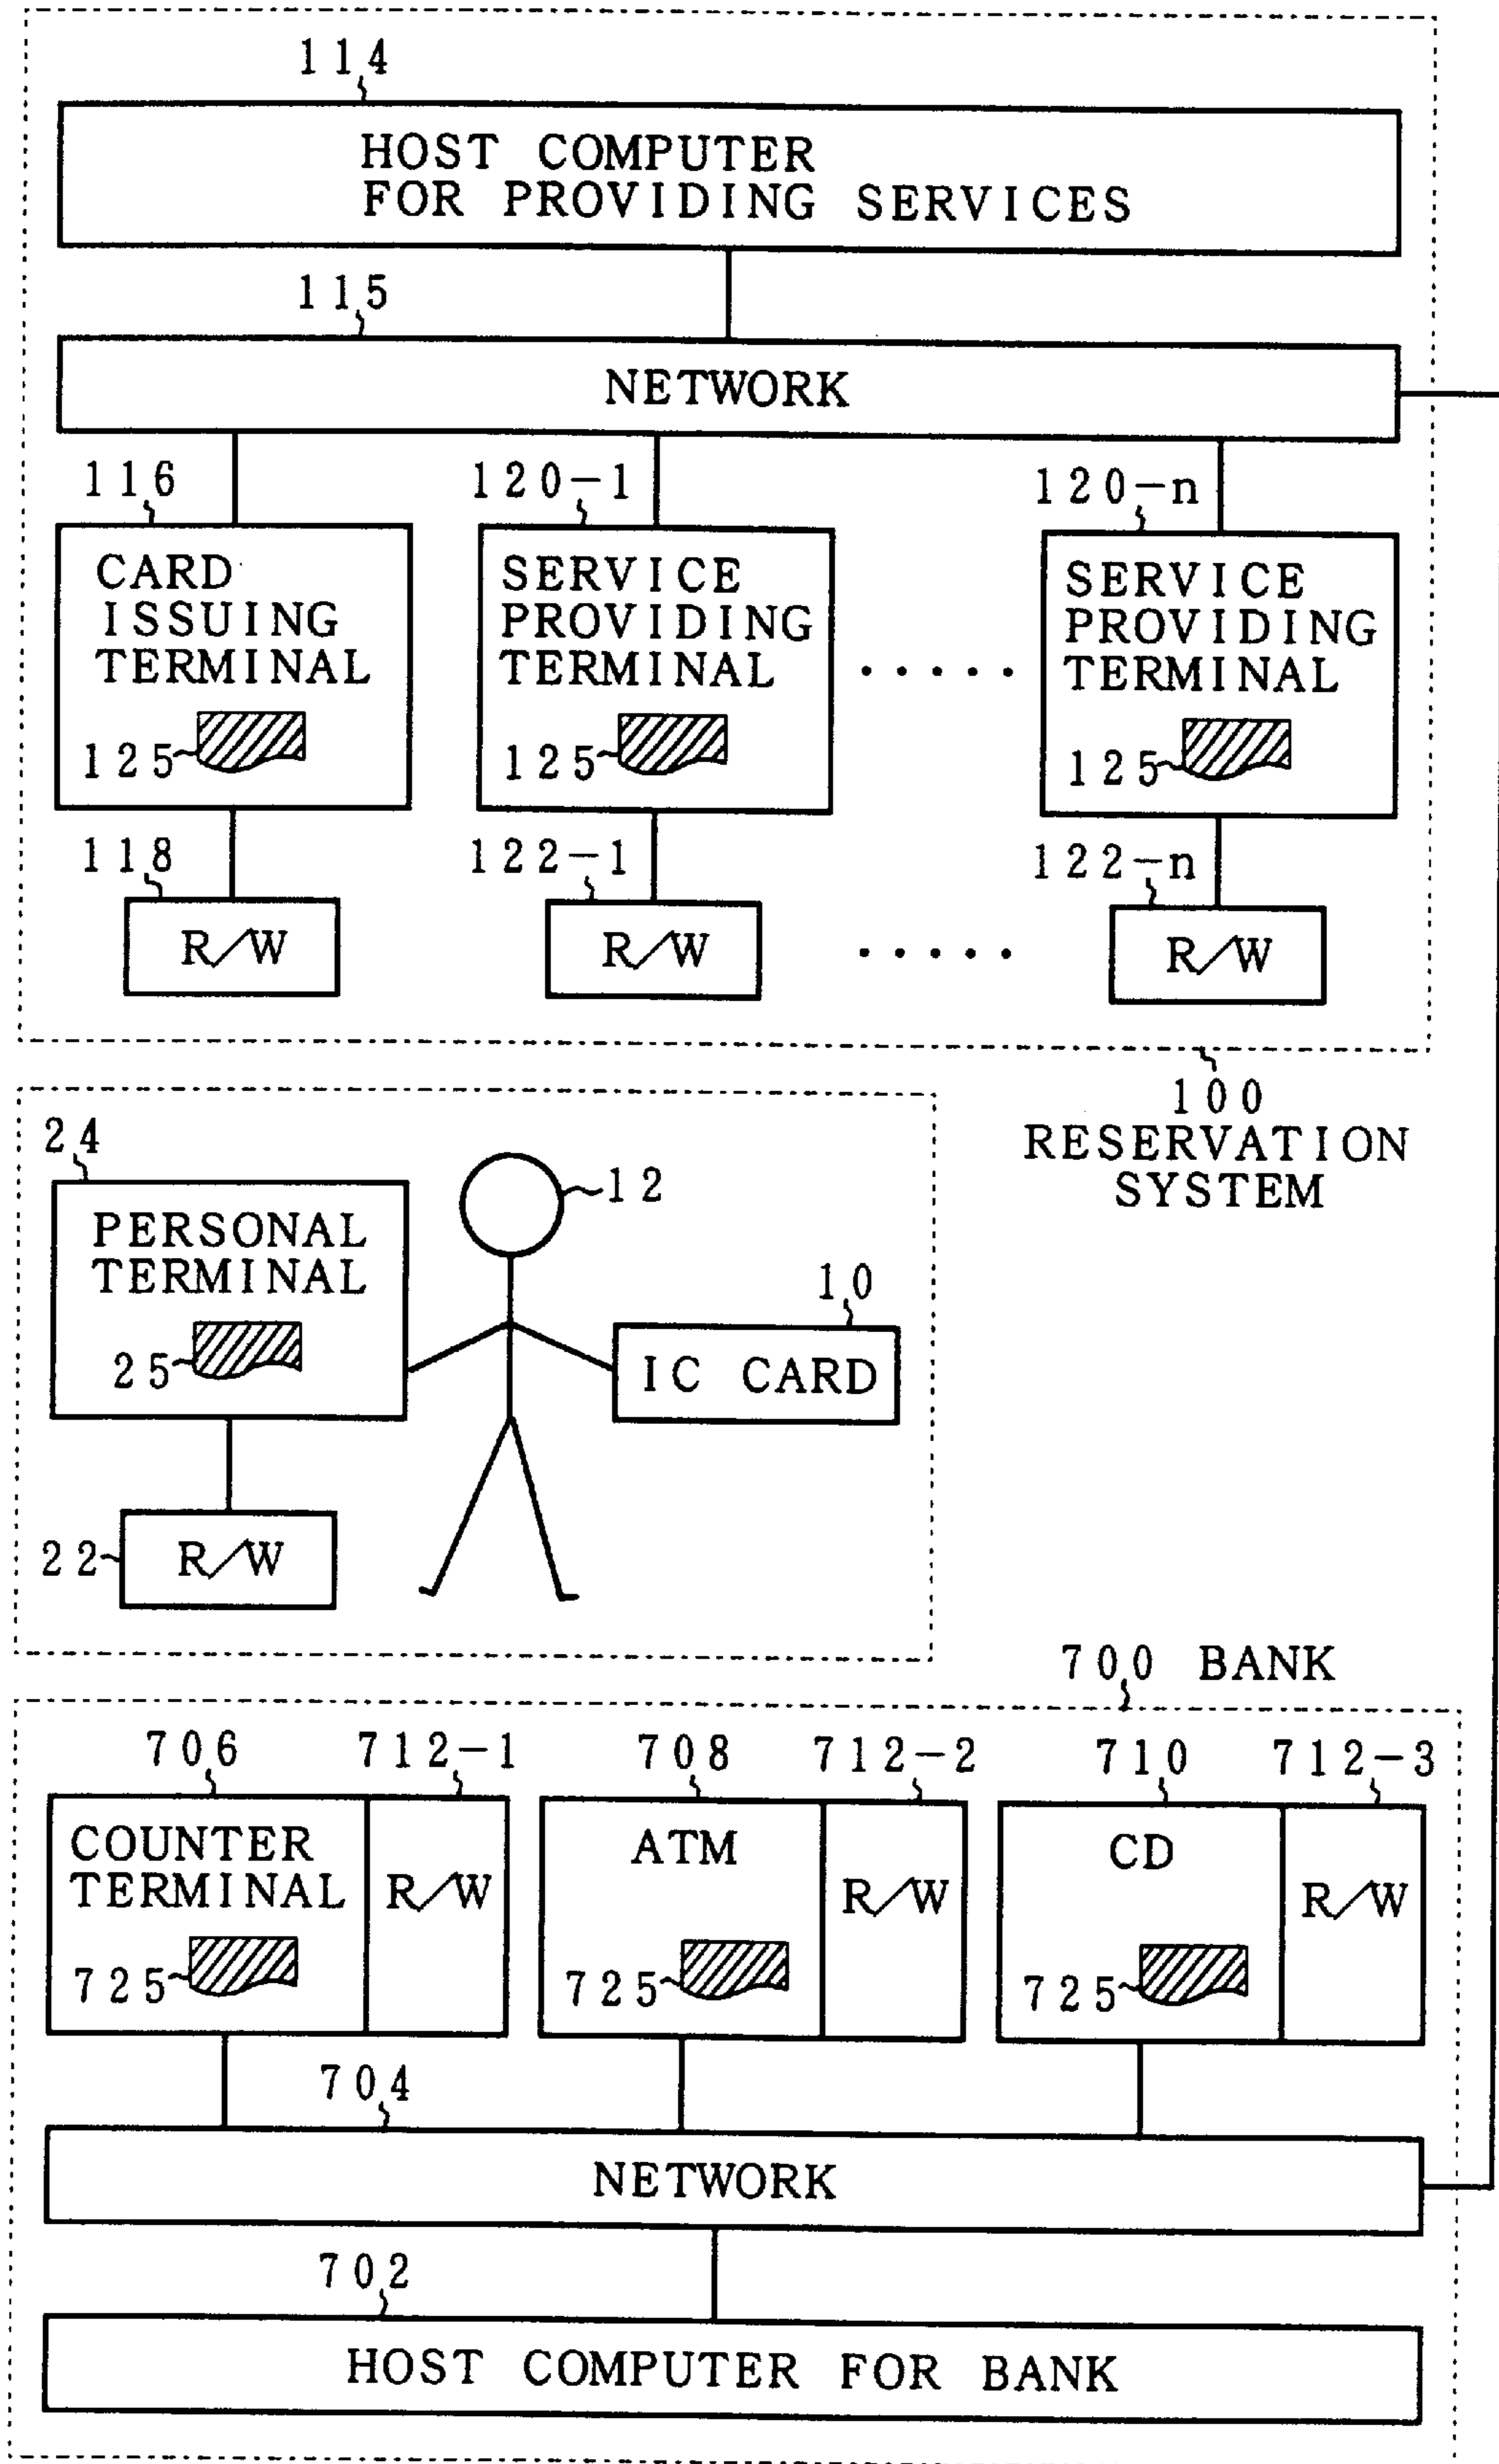 114
HOST COMPUTER
FOR PROVIDING SERVICES
115
NETWORK
116
120-1
120-n
CARD
ISSUING
TERMINAL
125
SERVICE
PROVIDING
TERMINAL
125
.....
SERVICE
PROVIDING
TERMINAL
125
118
122-1
122-n
R/W
R/W
.....
R/W
100
RESERVATION
SYSTEM
24
PERSONAL
TERMINAL
25
12
10
IC CARD
22
R/W
700 BANK
706
712-1
708
712-2
710
712-3
COUNTER
TERMINAL
725
R/W
ATM
725
R/W
CD
725
R/W
704
NETWORK
702
HOST COMPUTER FOR BANK